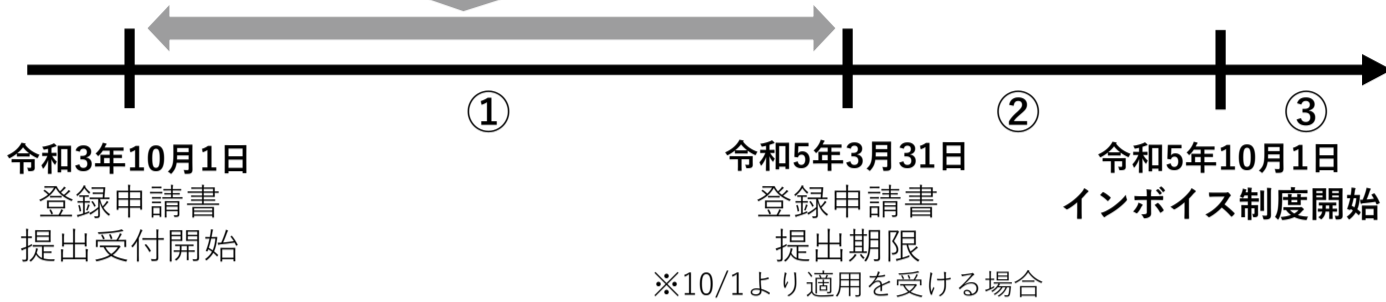 ①
②
③
令和3年10月1日
登録申請書
提出受付開始
令和5年3月31日
登録申請書
提出期限
※10/1より適用を受ける場合
令和5年10月1日
インボイス制度開始